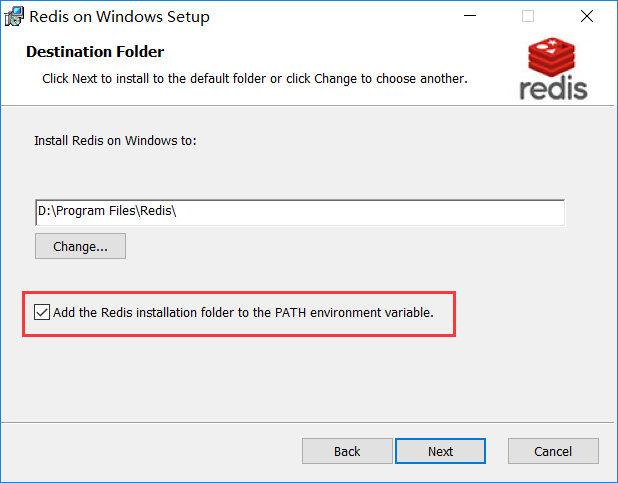 Redis on Windows Setup
Destination Folder
Click Next to install to the default folder or click Change to choose another.
redis
Install Redis on Windows to:
D:\Program Files\Redis\
Change...
Add the Redis installation folder to the PATH environment variable.
Back
Next
Cancel